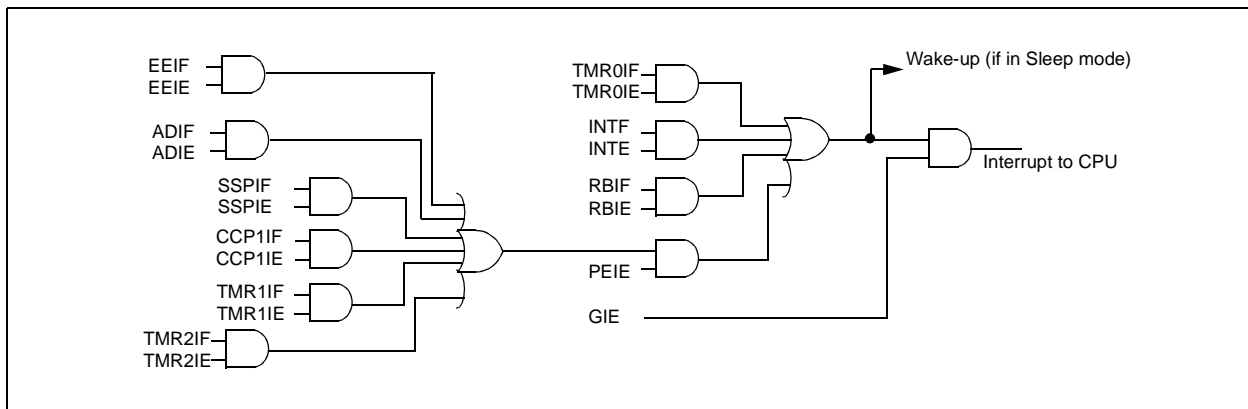 EEIF
EEIE
ADIF
ADIE
SSPIF
SSPIE
CCP1IF
CCP1IE
TMR1IF
TMR1IE
TMR2IF
TMR2IE
TMR0IF
TMR0IE
INTF
INTE
RBIF
RBIE
PEIE
GIE
Wake-up (if in Sleep mode)
Interrupt to CPU